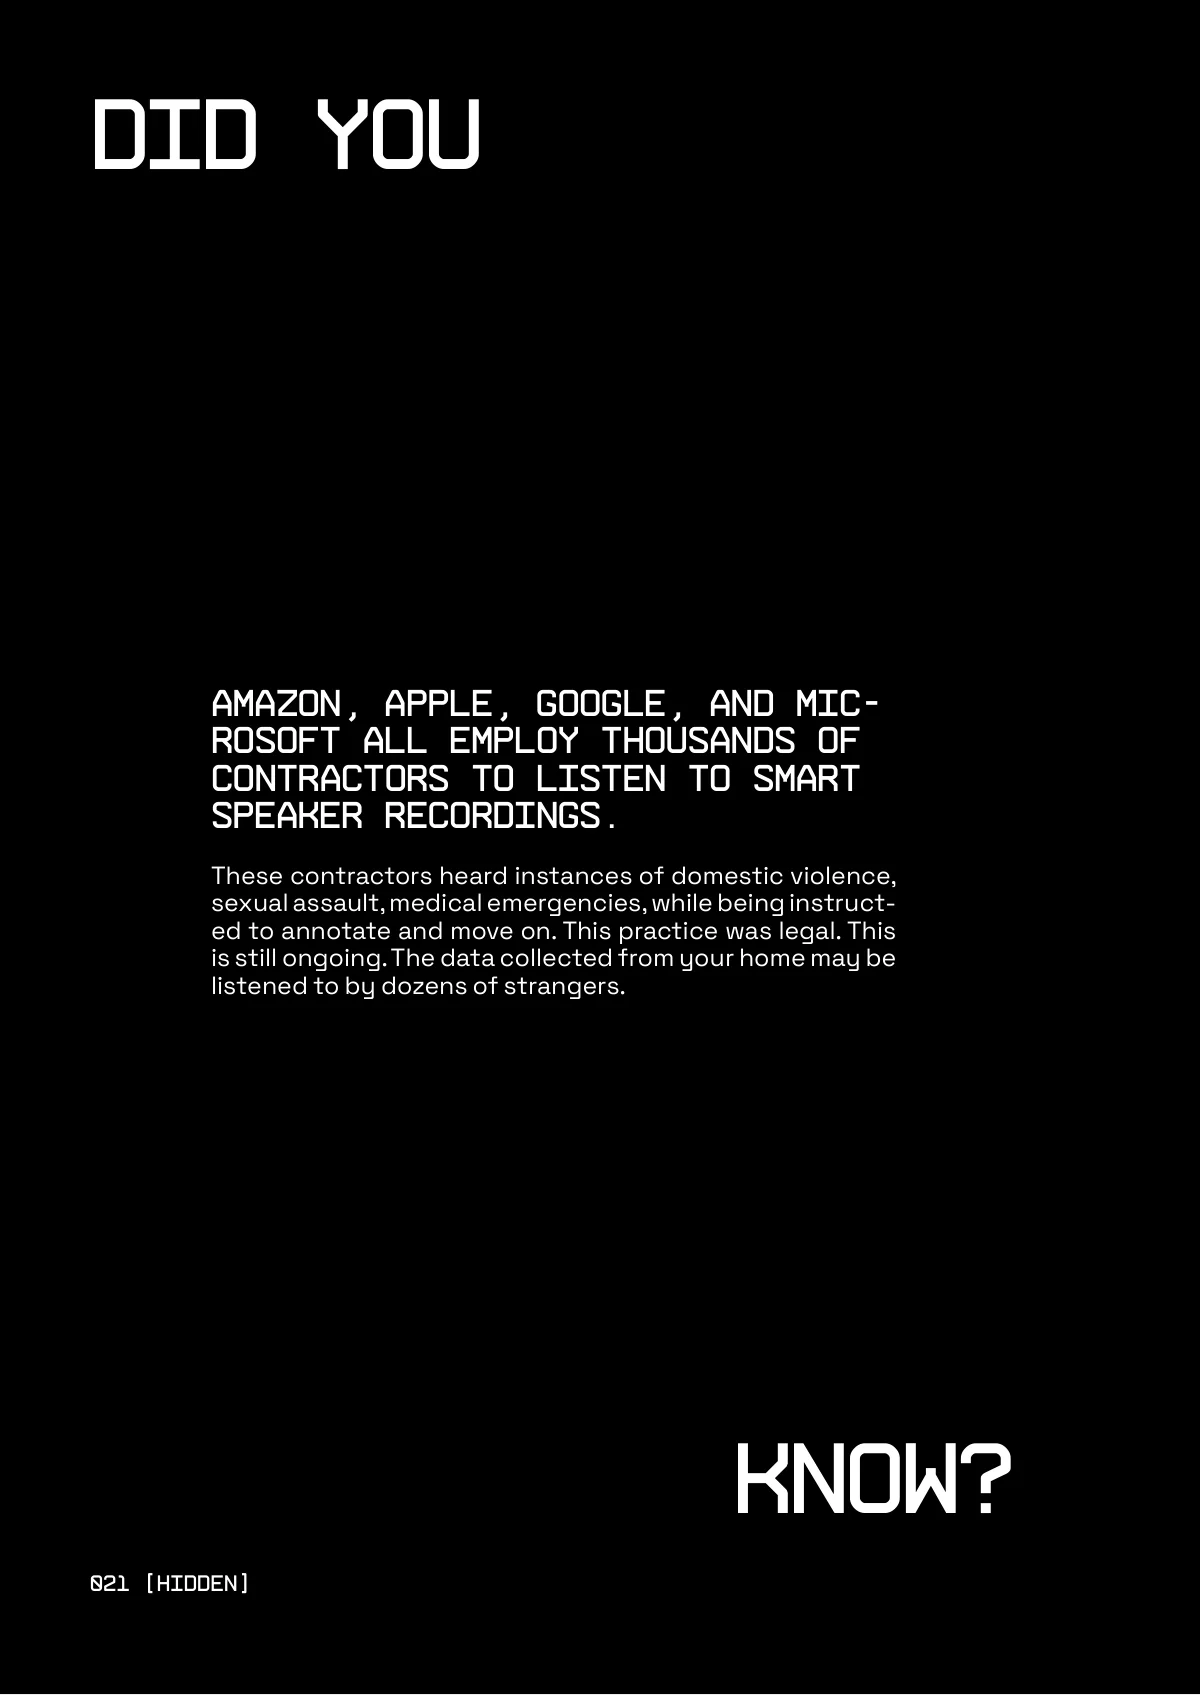 DID YOU
AMAZON, APPLE, GOOGLE, AND MIC-
ROSOFT ALL EMPLOY THOUSANDS OF
CONTRACTORS TO LISTEN TO SMART
SPEAKER RECORDINGS.
These contractors heard instances of domestic violence,
sexual assault, medical emergencies, while being instruct-
ed to annotate and move on. This practice was legal. This
is still ongoing. The data collected from your home may be
listened to by dozens of strangers.
KNOW?
021 [HIDDEN]